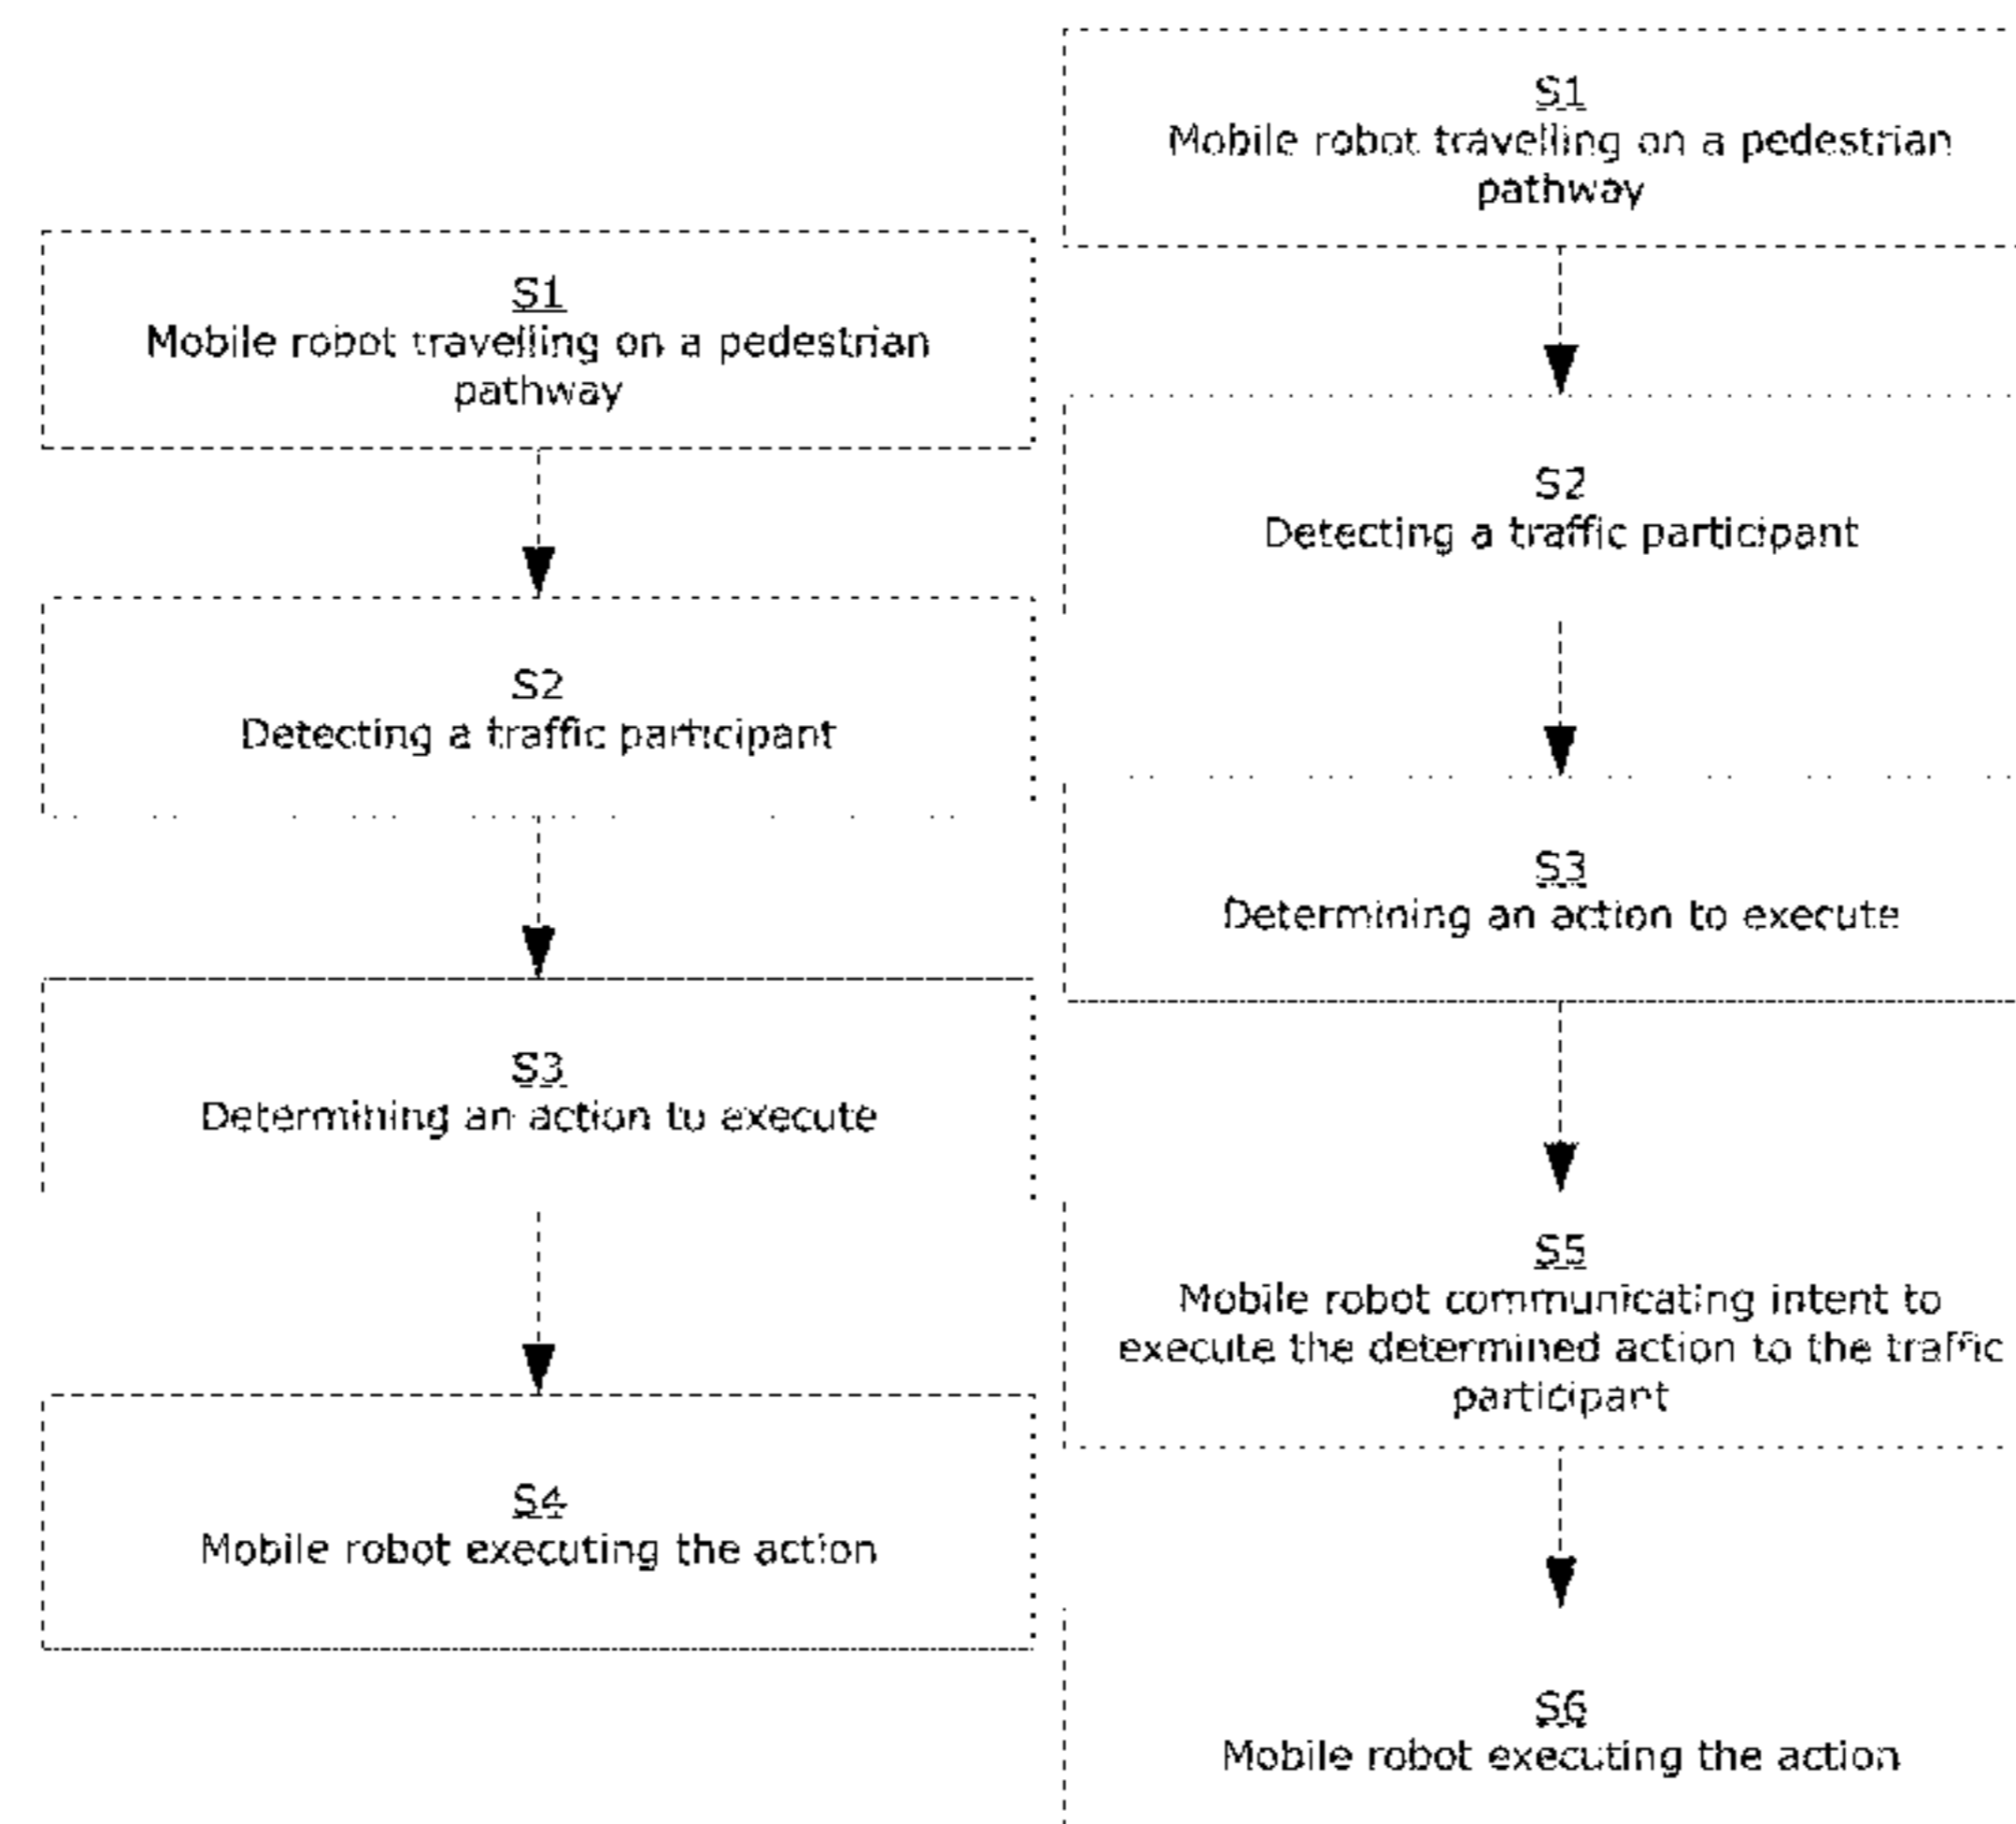 S1
Mobile robot travelling on a pedestrian
pathway
S2
Detecting a traffic participant
S3
Determining an action to execute
S4
Mobile robot executing the action
S1
Mobile robot travelling on a pedestrian
pathway
S2
Detecting a traffic participant
S3
Determining an action to execute
S5
Mobile robot communicating intent to
execute the determined action to the traffic
participant
S6
Mobile robot executing the action